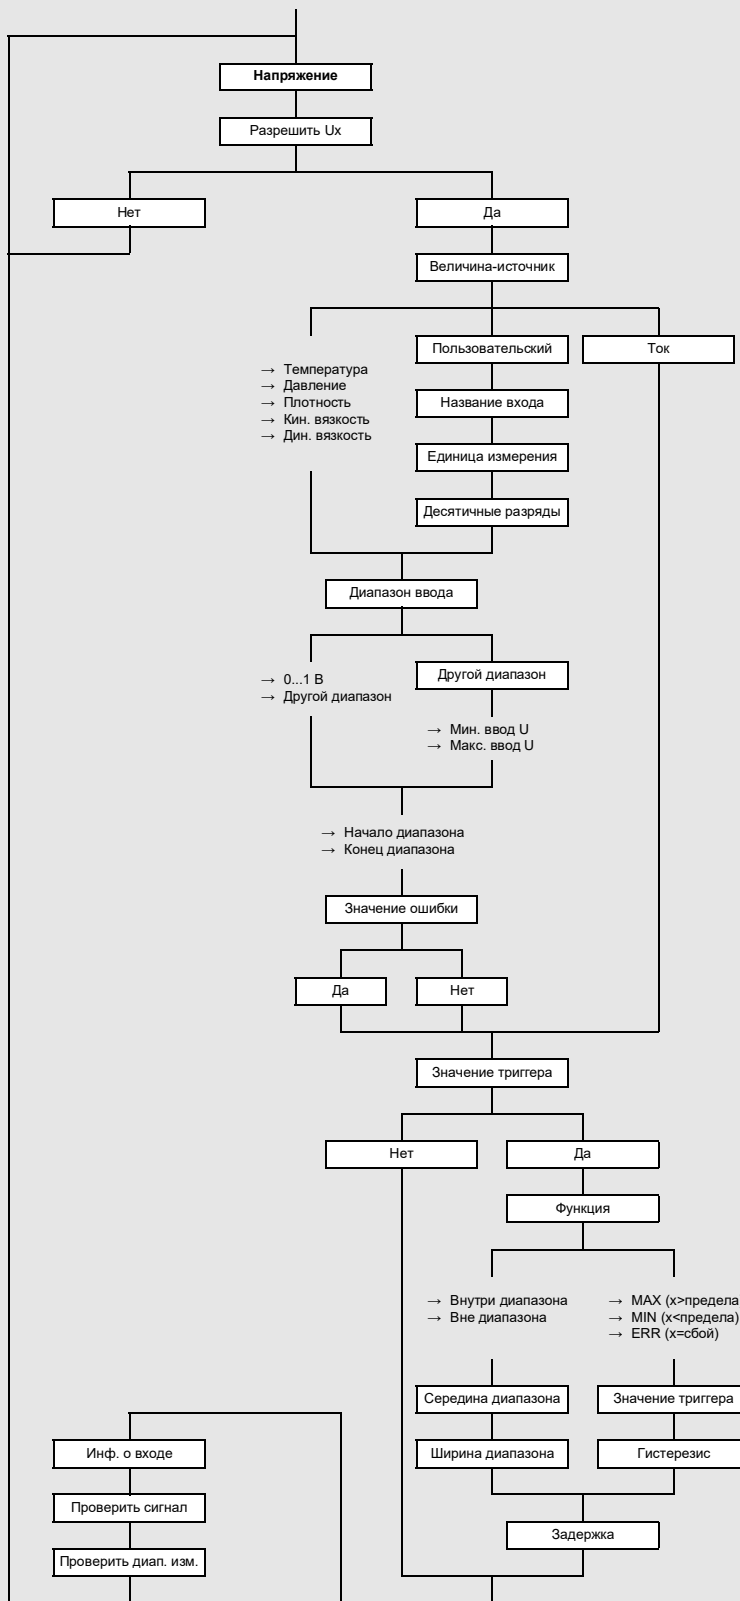 Напряжение
Разрешить Ux
Нет
Да
Величина-источник
Пользовательский
Ток
→ Температура
→ Давление
→ Плотность
→ Кин. вязкость
→ Дин. вязкость
Название входа
Единица измерения
Десятичные разряды
Диапазон ввода
→ 0...1 В
→ Другой диапазон
Другой диапазон
→ Мин. ввод U
→ Макс. ввод U
→ Начало диапазона
→ Конец диапазона
Значение ошибки
Да
Нет
Значение триггера
Нет
Да
Функция
→ Внутри диапазона
→ Вне диапазона
→ MAX (x>предела
→ MIN (x<предела)
→ ERR (x=сбой)
Середина диапазона
Значение триггера
Ширина диапазона
Гистерезис
Задержка
Инф. о входе
Проверить сигнал
Проверить диап. изм.